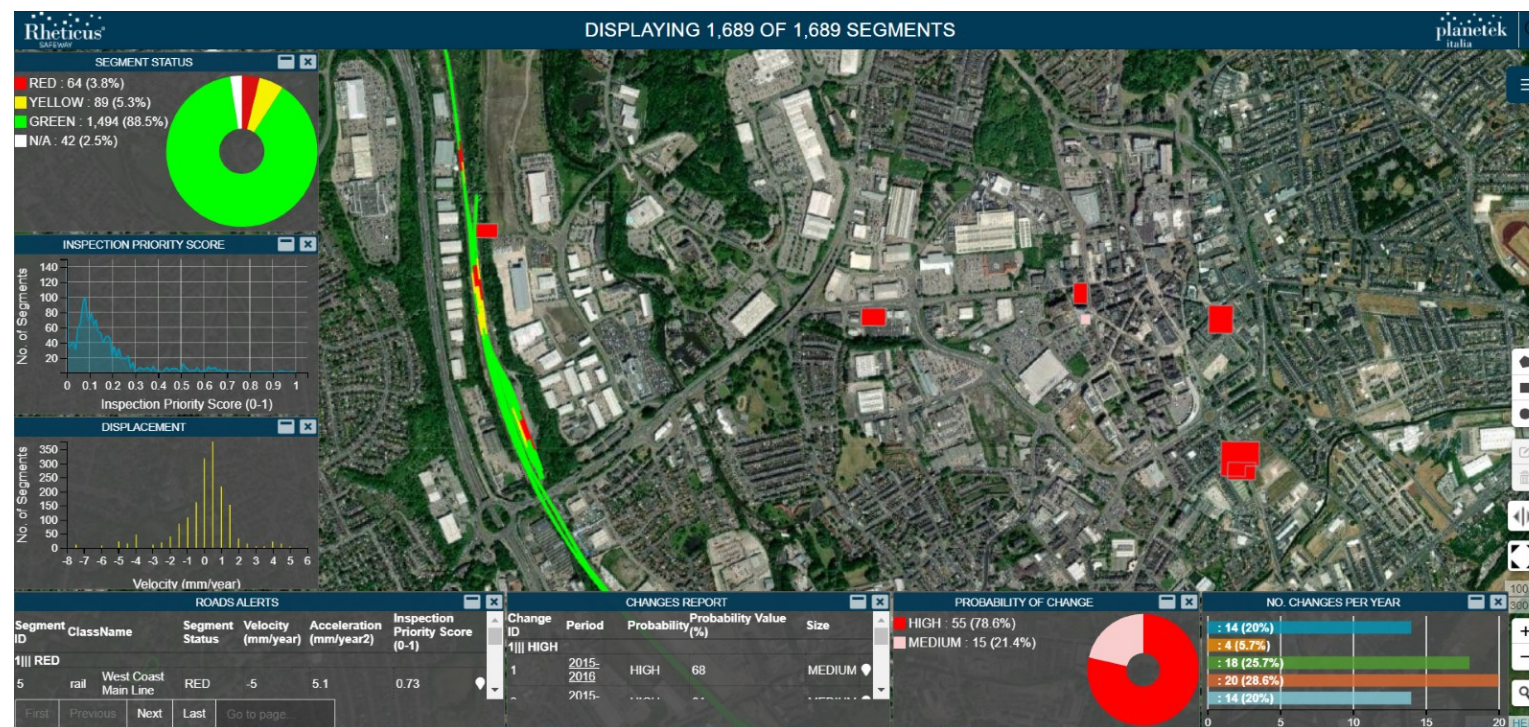 Rheticus®
SAFEWAY
DISPLAYING 1,689 OF 1,689 SEGMENTS
planetek
italia
SEGMENT STATUS
RED : 64 (3.8%)
YELLOW : 89 (5.3%)
GREEN : 1,494 (88.5%)
N/A : 42 (2.5%)
INSPECTION PRIORITY SCORE
No. of Segments
140
120
100
80
60
40
20
0 0.1 0.2 0.3 0.4 0.5 0.6 0.7 0.8 0.9 1
Inspection Priority Score (0-1)
DISPLACEMENT
No. of Segments
350
300
250
200
150
100
50
0
-8 -7 -6 -5 -4 -3 -2 -1 0 1 2 3 4 5 6
Velocity (mm/year)
ROADS ALERTS
Segment ID ClassName Segment Status Velocity (mm/year) Acceleration (mm/year2) Inspection Priority Score (0-1)
1||| RED
5 rail West Coast Main Line RED -5 5.1 0.73
First Previous Next Last Go to page...
CHANGES REPORT
Change ID Period Probability Probability Value (%) Size
1||| HIGH
1 2015-2016 HIGH 68 MEDIUM
2015-
PROBABILITY OF CHANGE
HIGH : 55 (78.6%)
MEDIUM : 15 (21.4%)
NO. CHANGES PER YEAR
: 14 (20%)
: 4 (5.7%)
: 18 (25.7%)
: 20 (28.6%)
: 14 (20%)
0 5 10 15 20
100
300
+
−